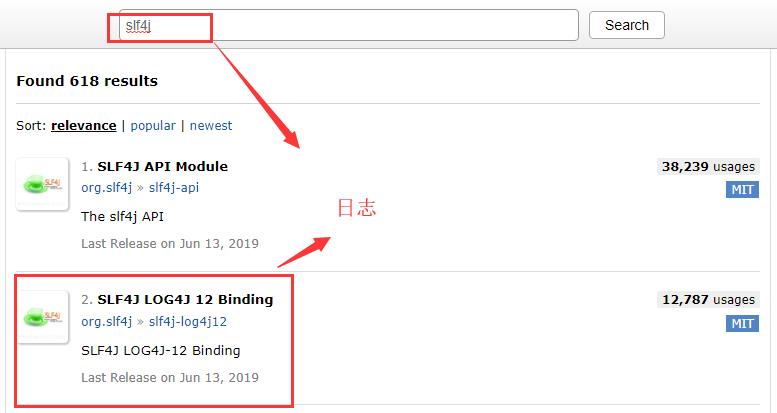 slf4j
Search
Found 618 results
Sort: relevance | popular | newest
SLF4J
1. SLF4J API Module
38,239 usages
org.slf4j » slf4j-api
MIT
The slf4j API
日志
Last Release on Jun 13, 2019
SLF4J
2. SLF4J LOG4J 12 Binding
12,787 usages
org.slf4j » slf4j-log4j12
MIT
SLF4J LOG4J-12 Binding
Last Release on Jun 13, 2019